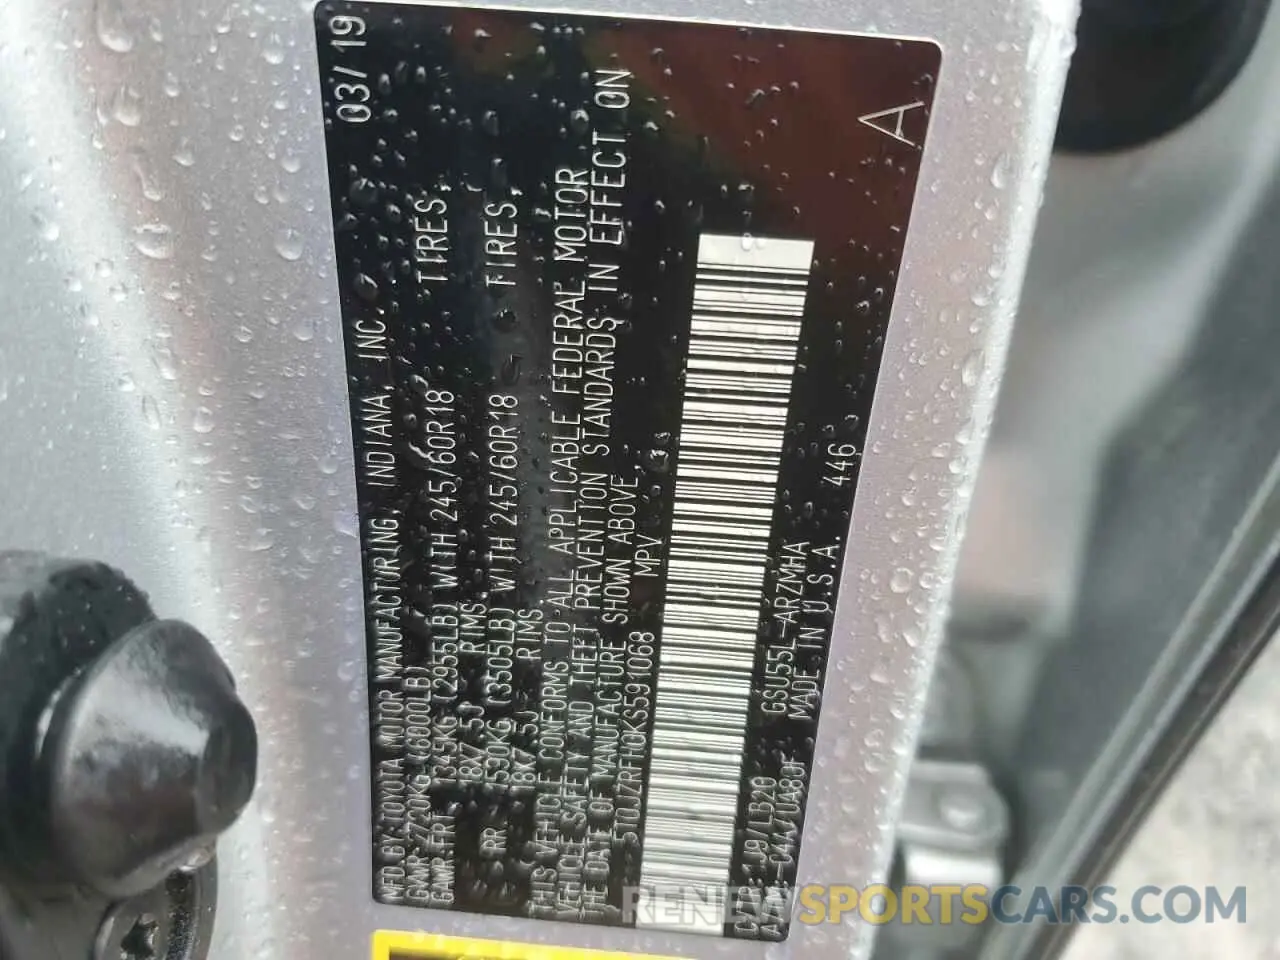 MFD BY: TOYOTA MOTOR MANUFACTURING, INDIANA, INC. 03/19
GVWR 2720KG (6000LB)
GAWR FRT 1345KG (2955LB) WITH 245/60R18 TIRES,
18X7.5J RIMS,
RR 1590KG (3505LB) WITH 245/60R18 TIRES,
18X7.5J RIMS,
THIS VEHICLE CONFORMS TO ALL APPLICABLE FEDERAL MOTOR
VEHICLE SAFETY AND THEFT PREVENTION STANDARDS IN EFFECT ON
THE DATE OF MANUFACTURE SHOWN ABOVE.
5TDJZRFH0KS591068 MPV
A
1J9/LB20 GSU55L-ARZMHA
MADE IN U.S.A. 446
RENEWSPORTSCARS.COM